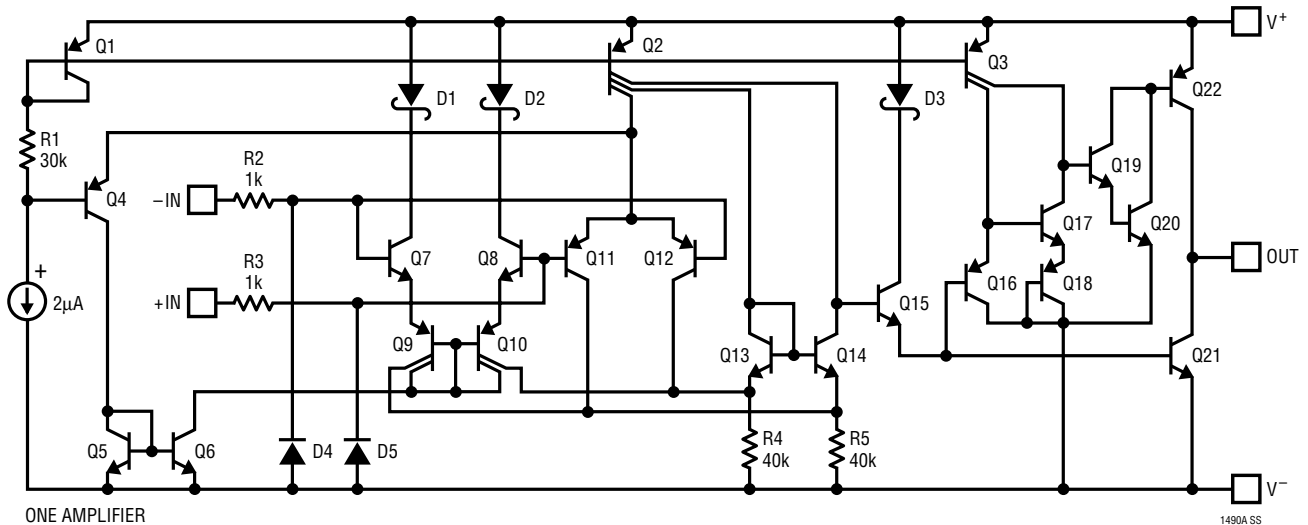 V+
Q1
Q2
Q3
Q22
D1
D2
D3
R1
30k
Q19
R2
1k
Q4
–IN
Q20
Q17
Q7
Q8
Q11
Q12
OUT
R3
1k
+IN
+
2µA
Q16
Q18
Q15
Q9
Q10
Q13
Q14
Q21
Q5
Q6
D4
D5
R4
40k
R5
40k
V–
ONE AMPLIFIER
1490A SS